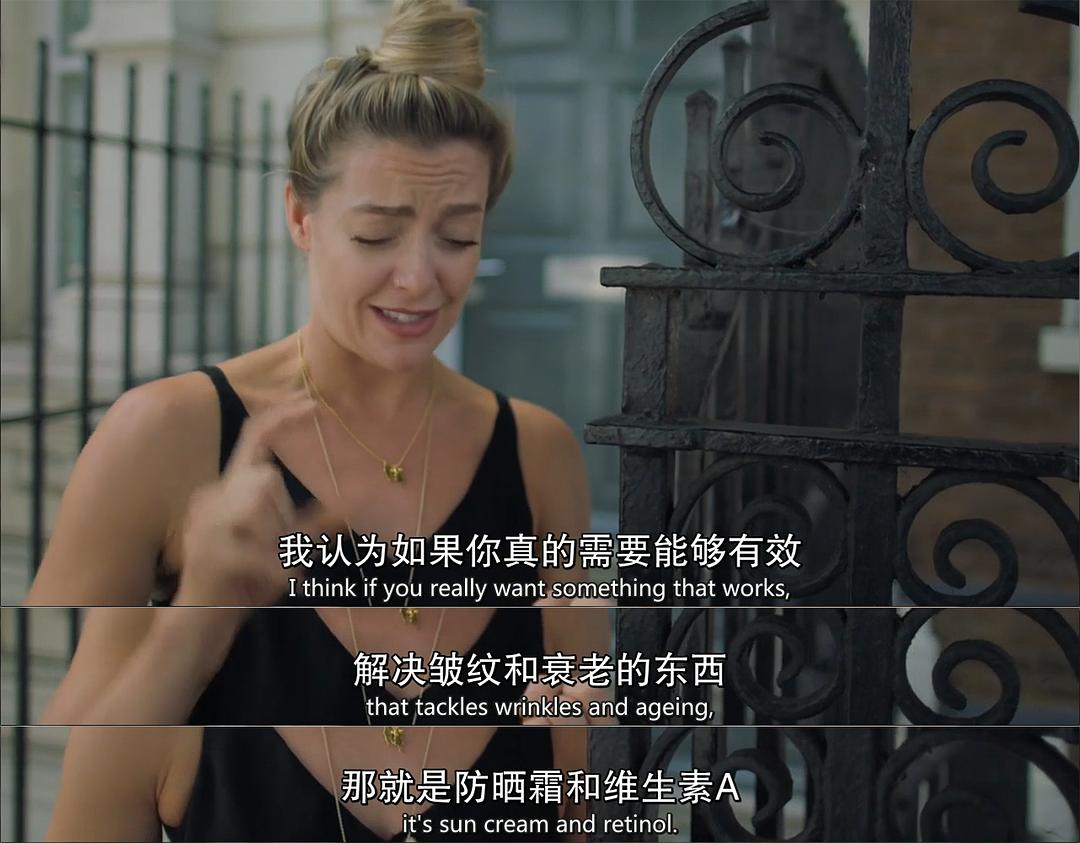 我认为如果你真的需要能够有效
I think if you really want something that works,
解决皱纹和衰老的东西
that tackles wrinkles and ageing,
那就是防晒霜和维生素A
it's sun cream and retinol.